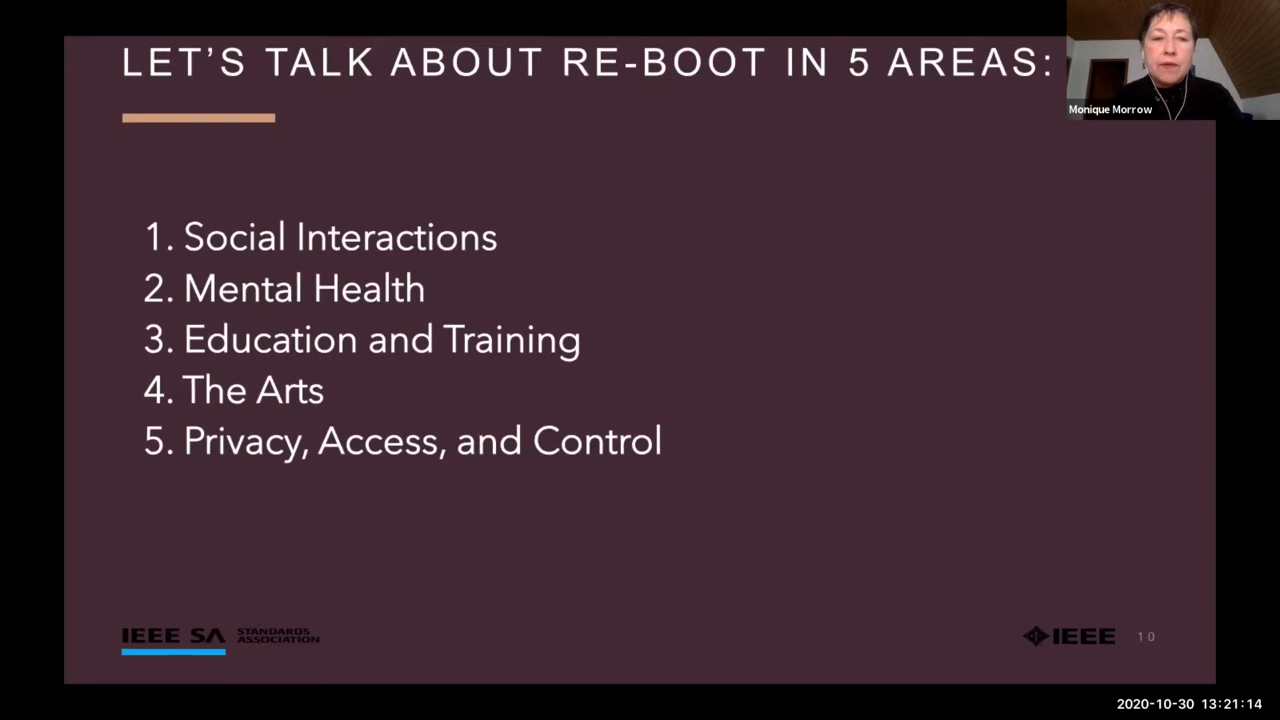 LET'S TALK ABOUT RE-BOOT IN 5 AREAS:
Monique Morrow
1. Social Interactions
2. Mental Health
3. Education and Training
4. The Arts
5. Privacy, Access, and Control
IEEE SA STANDARDS
ASSOCIATION
IEEE
10
2020-10-30 13:21:14